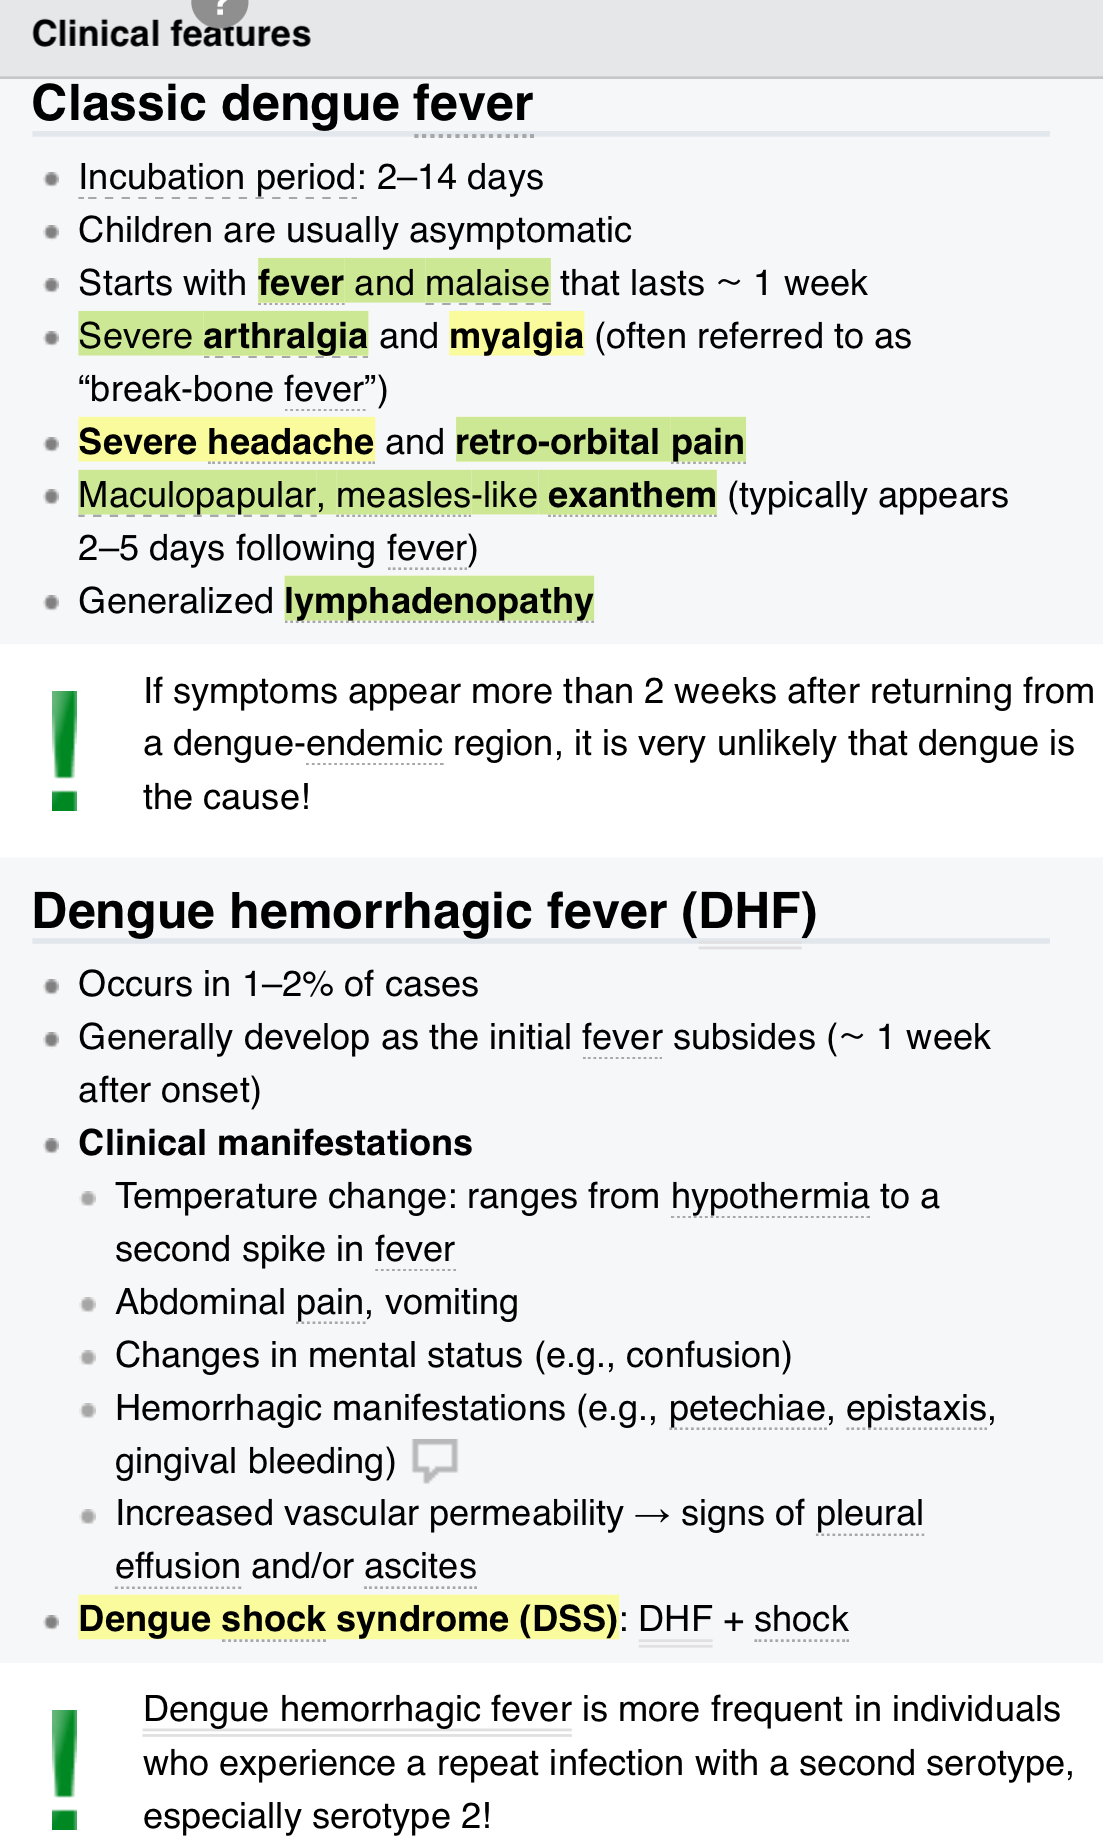 ?
Clinical features
Classic dengue fever
Incubation period: 2–14 days
Children are usually asymptomatic
Starts with fever and malaise that lasts ~ 1 week
Severe arthralgia and myalgia (often referred to as
“break-bone fever”)
Severe headache and retro-orbital pain
Maculopapular, measles-like exanthem (typically appears
2–5 days following fever)
Generalized lymphadenopathy
! If symptoms appear more than 2 weeks after returning from
a dengue-endemic region, it is very unlikely that dengue is
the cause!
Dengue hemorrhagic fever (DHF)
Occurs in 1–2% of cases
Generally develop as the initial fever subsides (~ 1 week
after onset)
Clinical manifestations
Temperature change: ranges from hypothermia to a
second spike in fever
Abdominal pain, vomiting
Changes in mental status (e.g., confusion)
Hemorrhagic manifestations (e.g., petechiae, epistaxis,
gingival bleeding)
Increased vascular permeability → signs of pleural
effusion and/or ascites
Dengue shock syndrome (DSS): DHF + shock
! Dengue hemorrhagic fever is more frequent in individuals
who experience a repeat infection with a second serotype,
especially serotype 2!